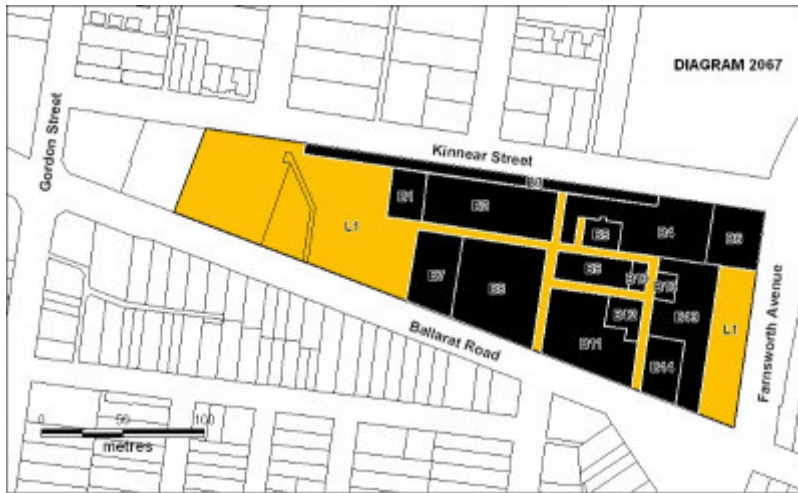 DIAGRAM 2067
Gordon Street
Kinnear Street
L1
B1
B2
B3
B4
B5
B6
B7
B8
B9
B10
B11
B12
B13
B14
L1
Ballarat Road
Farnsworth Avenue
0 50 100
metres